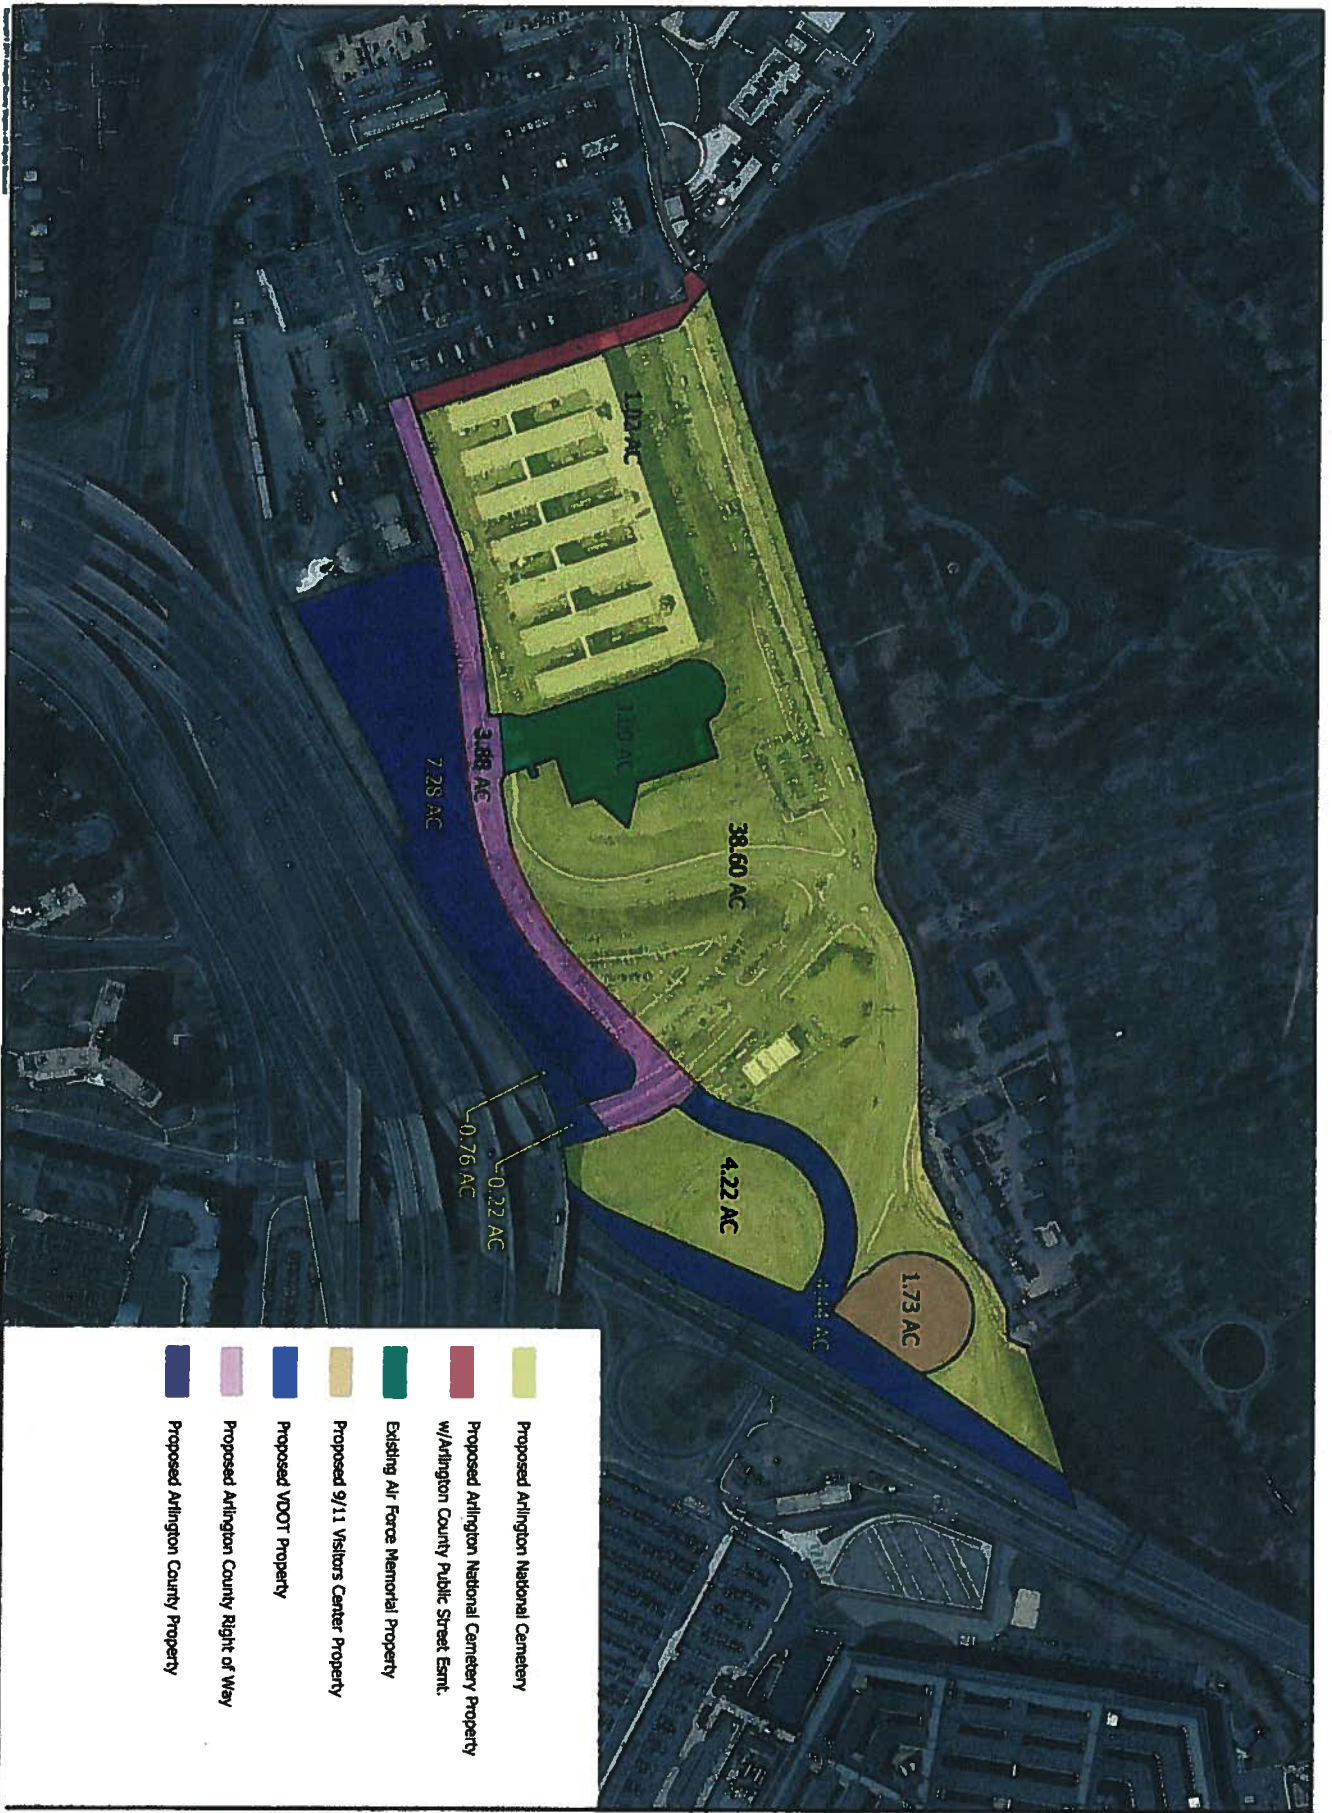 1.02 AC
3.10 AC
38.60 AC
3.88 AC
7.28 AC
0.76 AC
0.22 AC
4.22 AC
1.73 AC
Proposed Arlington National Cemetery
Proposed Arlington National Cemetery Property
w/Arlington County Public Street Esmt.
Existing Air Force Memorial Property
Proposed 9/11 Visitors Center Property
Proposed VDOT Property
Proposed Arlington County Right of Way
Proposed Arlington County Property